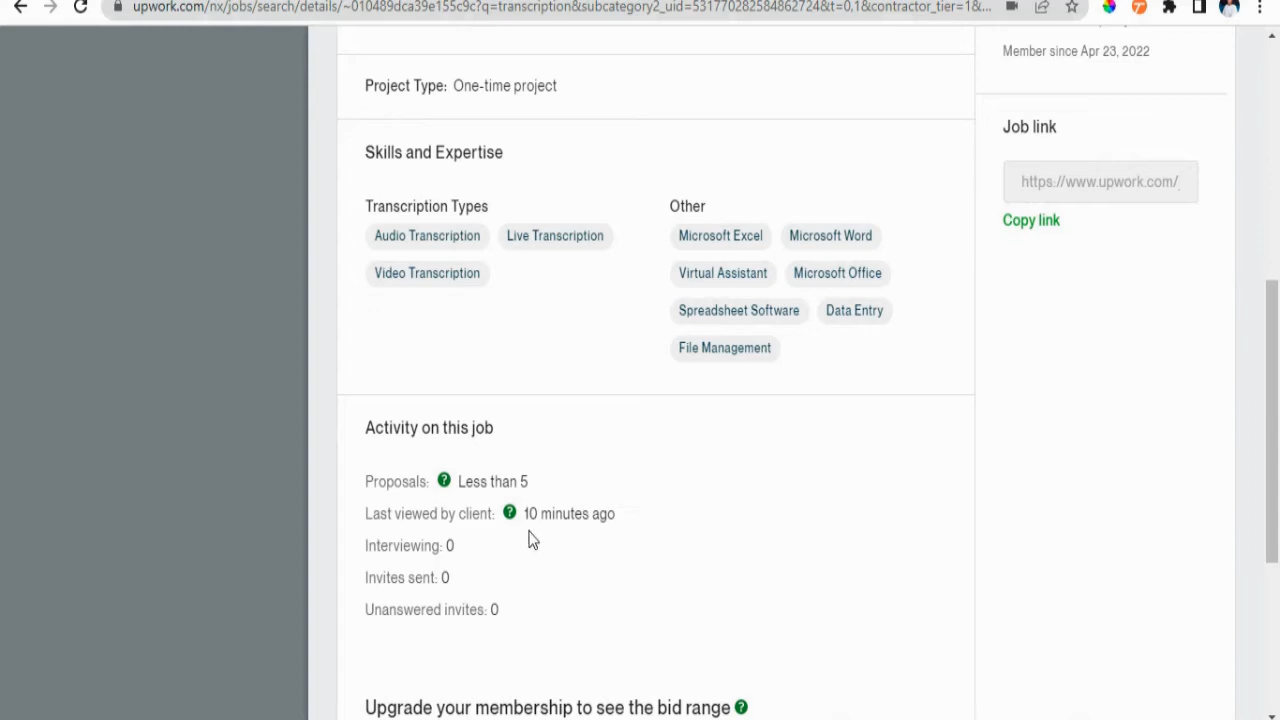 upwork.com/nx/jobs/search/details/~010489dca39e155c9c?q=transcription&subcategory2_uid=531770282584862724&t=0,1&contractor_tier=1&...
Member since Apr 23, 2022
Project Type: One-time project
Job link
https://www.upwork.com/
Copy link
Skills and Expertise
Transcription Types
Audio Transcription Live Transcription
Video Transcription
Other
Microsoft Excel Microsoft Word
Virtual Assistant Microsoft Office
Spreadsheet Software Data Entry
File Management
Activity on this job
Proposals: ? Less than 5
Last viewed by client: ? 10 minutes ago
Interviewing: 0
Invites sent: 0
Unanswered invites: 0
Upgrade your membership to see the bid range ?